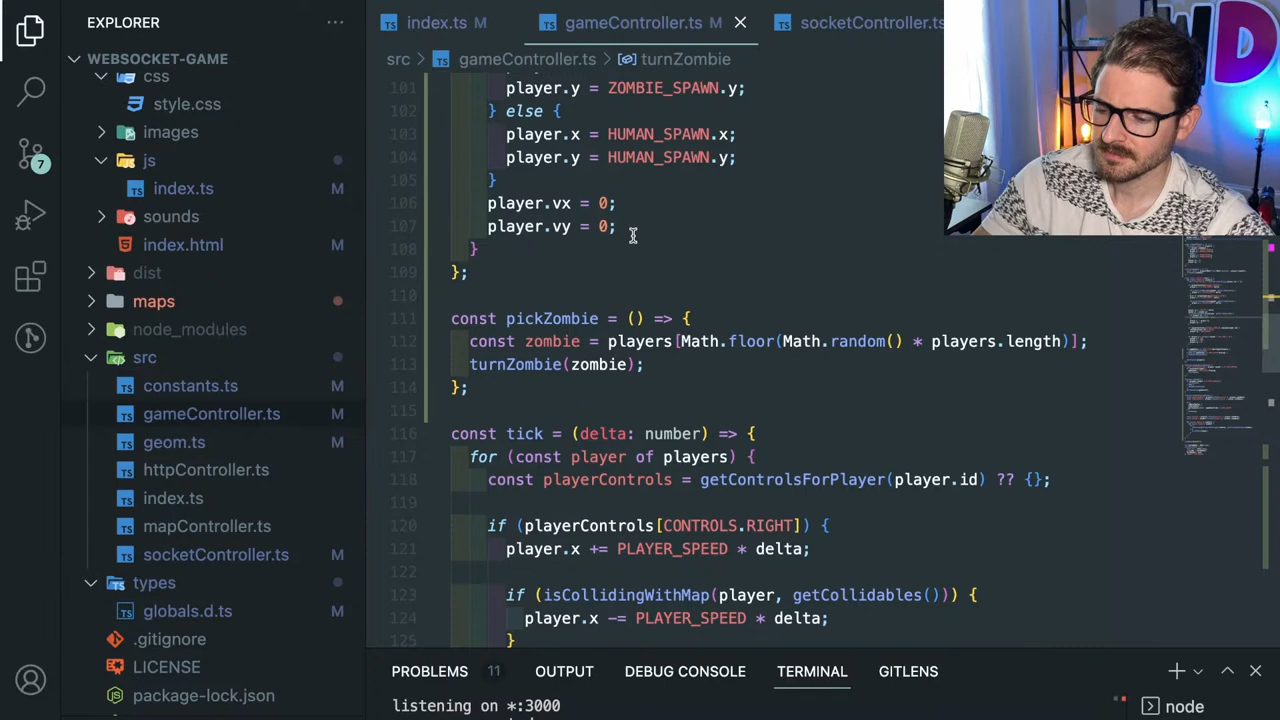 EXPLORER
WEBSOCKET-GAME
css
style.css
images
js
index.ts M
sounds
index.html M
dist
maps
node_modules
src
constants.ts M
gameController.ts M
geom.ts M
httpController.ts
index.ts M
mapController.ts
socketController.ts M
types
globals.d.ts M
.gitignore
LICENSE
package-lock.json
7
TS index.ts M
TS gameController.ts M
TS socketController.ts
src > TS gameController.ts > turnZombie
101 player.y = ZOMBIE_SPAWN.y;
102 } else {
103 player.x = HUMAN_SPAWN.x;
104 player.y = HUMAN_SPAWN.y;
105 }
106 player.vx = 0;
107 player.vy = 0;
108 }
109 };
110
111 const pickZombie = () => {
112 const zombie = players[Math.floor(Math.random() * players.length)];
113 turnZombie(zombie);
114 };
115
116 const tick = (delta: number) => {
117 for (const player of players) {
118 const playerControls = getControlsForPlayer(player.id) ?? {};
119
120 if (playerControls[CONTROLS.RIGHT]) {
121 player.x += PLAYER_SPEED * delta;
122
123 if (isCollidingWithMap(player, getCollidables())) {
124 player.x -= PLAYER_SPEED * delta;
125 }
PROBLEMS 11 OUTPUT DEBUG CONSOLE TERMINAL GITLENS
listening on *:3000
node